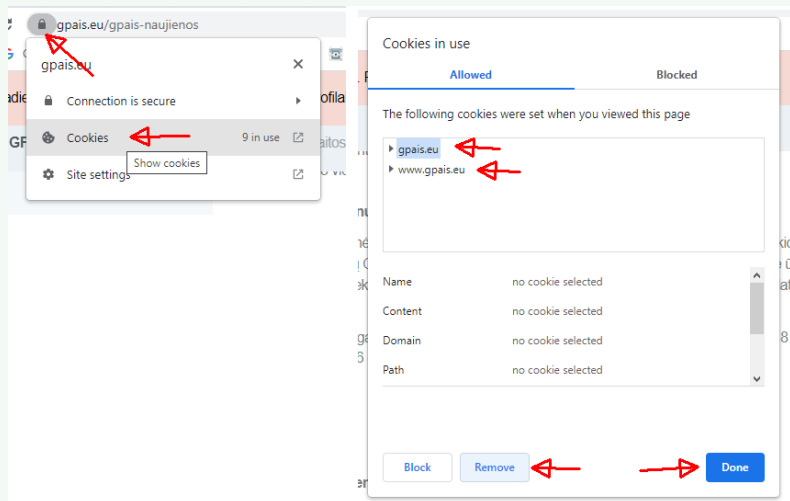 gpais.eu/gpais-naujienos
gpais.eu
Connection is secure
Cookies
9 in use
Show cookies
Site settings
Cookies in use
Allowed
Blocked
The following cookies were set when you viewed this page
gpais.eu
www.gpais.eu
Name
no cookie selected
Content
no cookie selected
Domain
no cookie selected
Path
no cookie selected
Block
Remove
Done